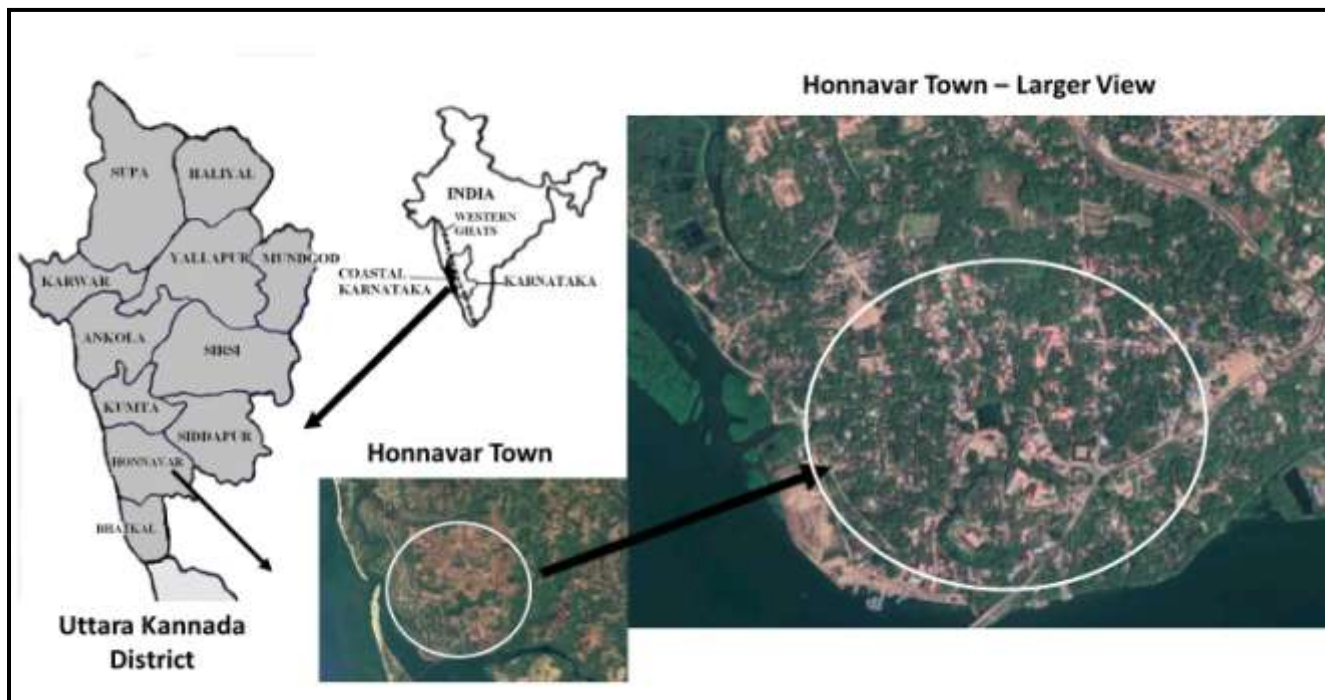 Honnavar Town – Larger View
SUPA
HALIYAL
INDIA
WESTERN
GHATS
YALLAPUR
MUNDGOD
KARWAR
COASTAL
KARNATAKA
KARNATAKA
ANKOLA
SIRSI
KUMTA
SIDDAPUR
HONNAVAR
Honnavar Town
BHATKAL
Uttara Kannada
District